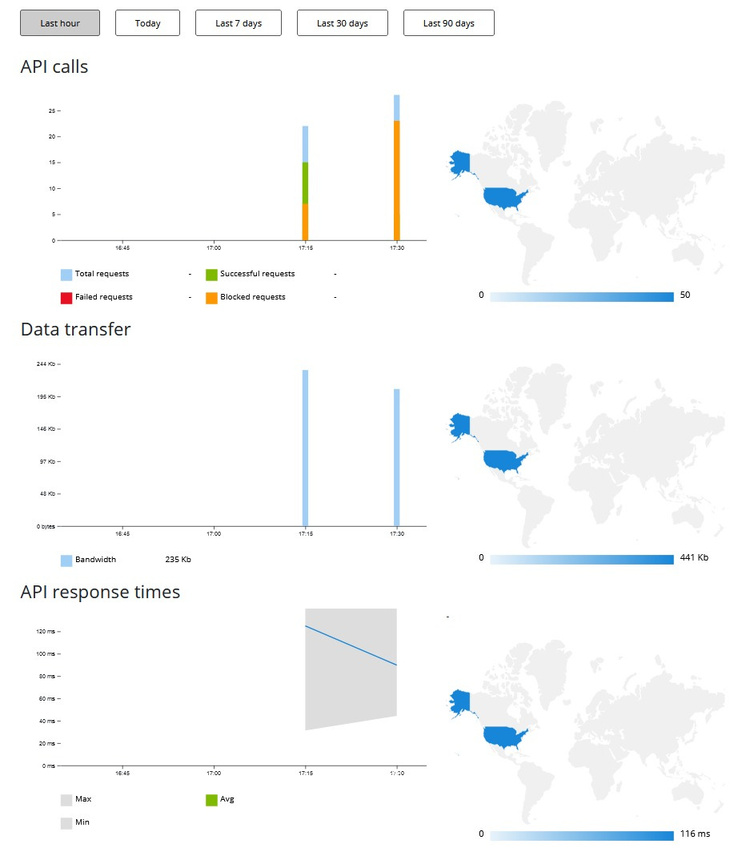 Last hour Today Last 7 days Last 30 days Last 90 days
API calls
25
20
15
10
5
0
16:45 17:00 17:15 17:30
Total requests - Successful requests -
Failed requests - Blocked requests -
0 50
Data transfer
244 Kb
195 Kb
146 Kb
97 Kb
48 Kb
0 bytes
16:45 17:00 17:15 17:30
Bandwidth 235 Kb
0 441 Kb
API response times
-
120 ms
100 ms
80 ms
60 ms
40 ms
20 ms
0 ms
16:45 17:00 17:15 17:30
Max Avg
Min
0 116 ms